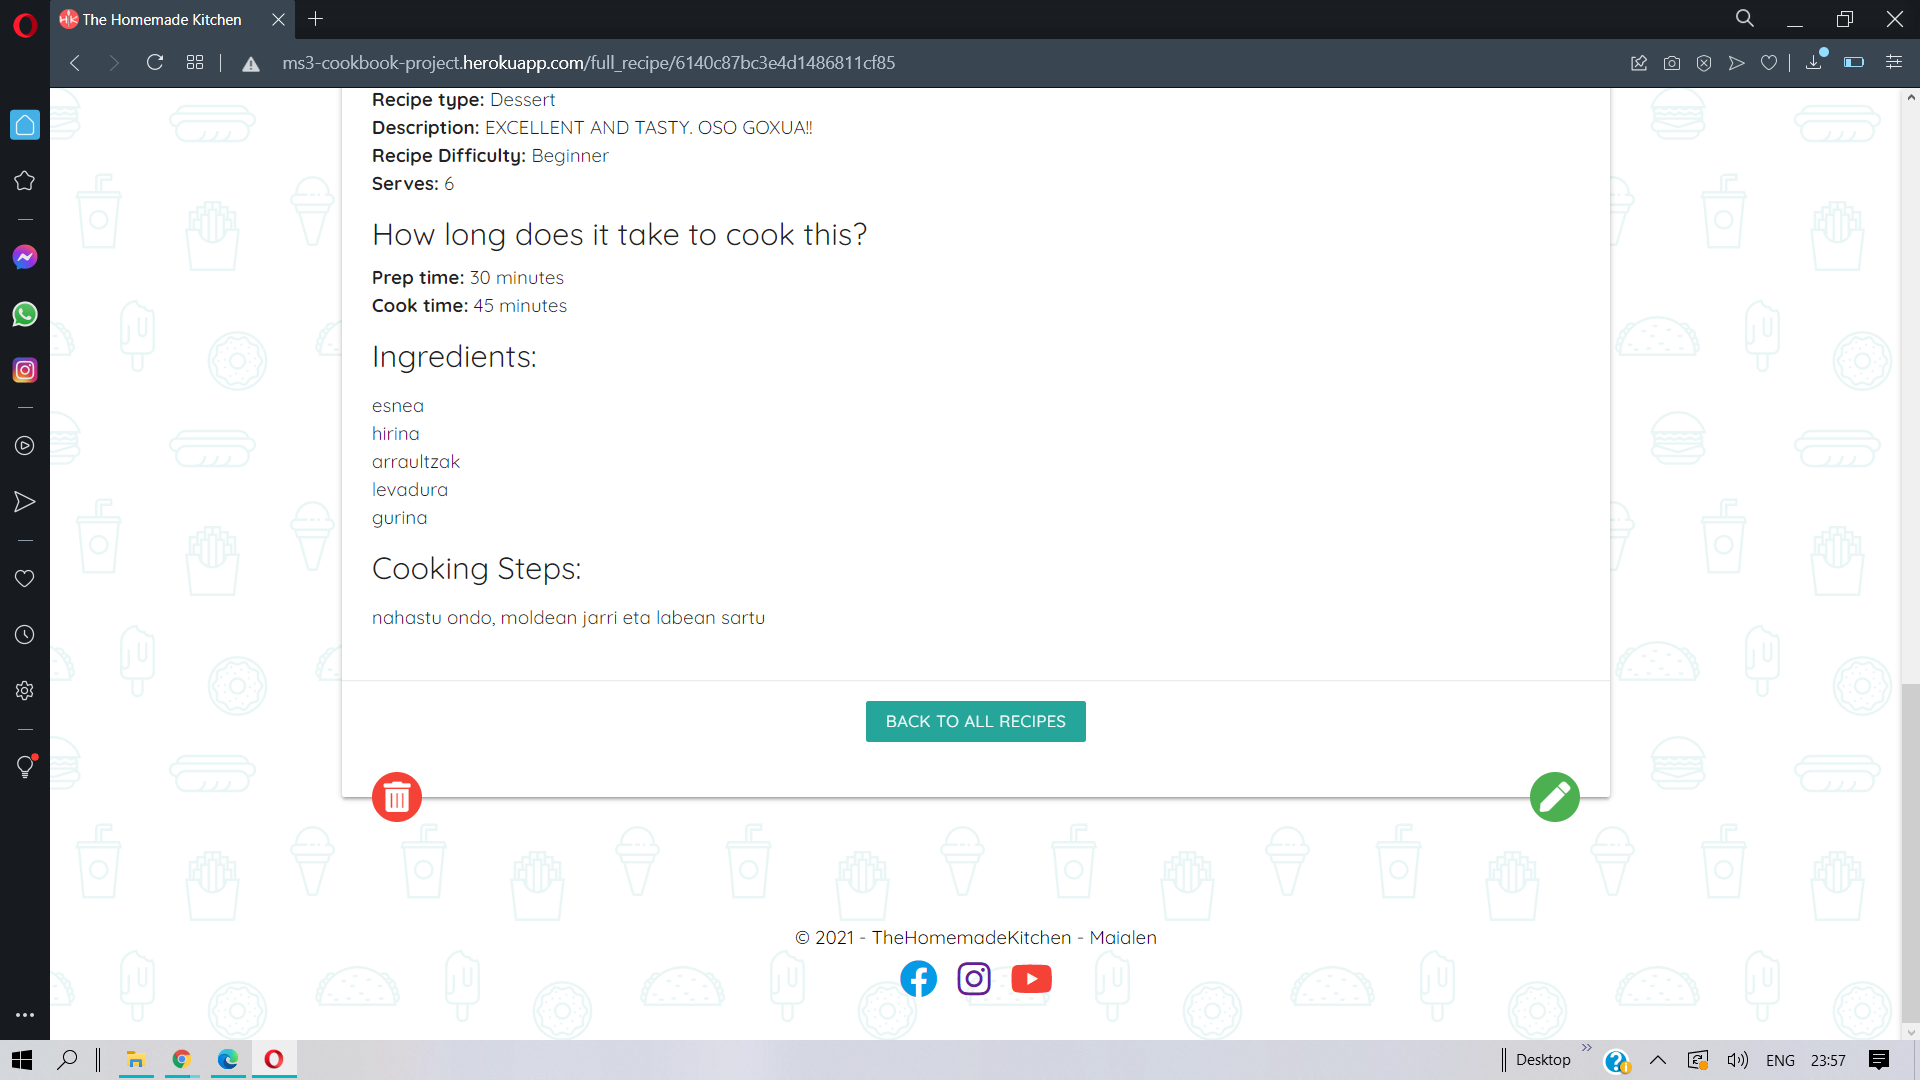 The Homemade Kitchen
ms3-cookbook-project.herokuapp.com/full_recipe/6140c87bc3e4d1486811cf85
Recipe type: Dessert
Description: EXCELLENT AND TASTY. OSO GOXUA!!
Recipe Difficulty: Beginner
Serves: 6
How long does it take to cook this?
Prep time: 30 minutes
Cook time: 45 minutes
Ingredients:
esnea
hirina
arraultzak
levadura
gurina
Cooking Steps:
nahastu ondo, moldean jarri eta labean sartu
BACK TO ALL RECIPES
© 2021 - TheHomemadeKitchen - Maialen
Desktop
ENG
23:57